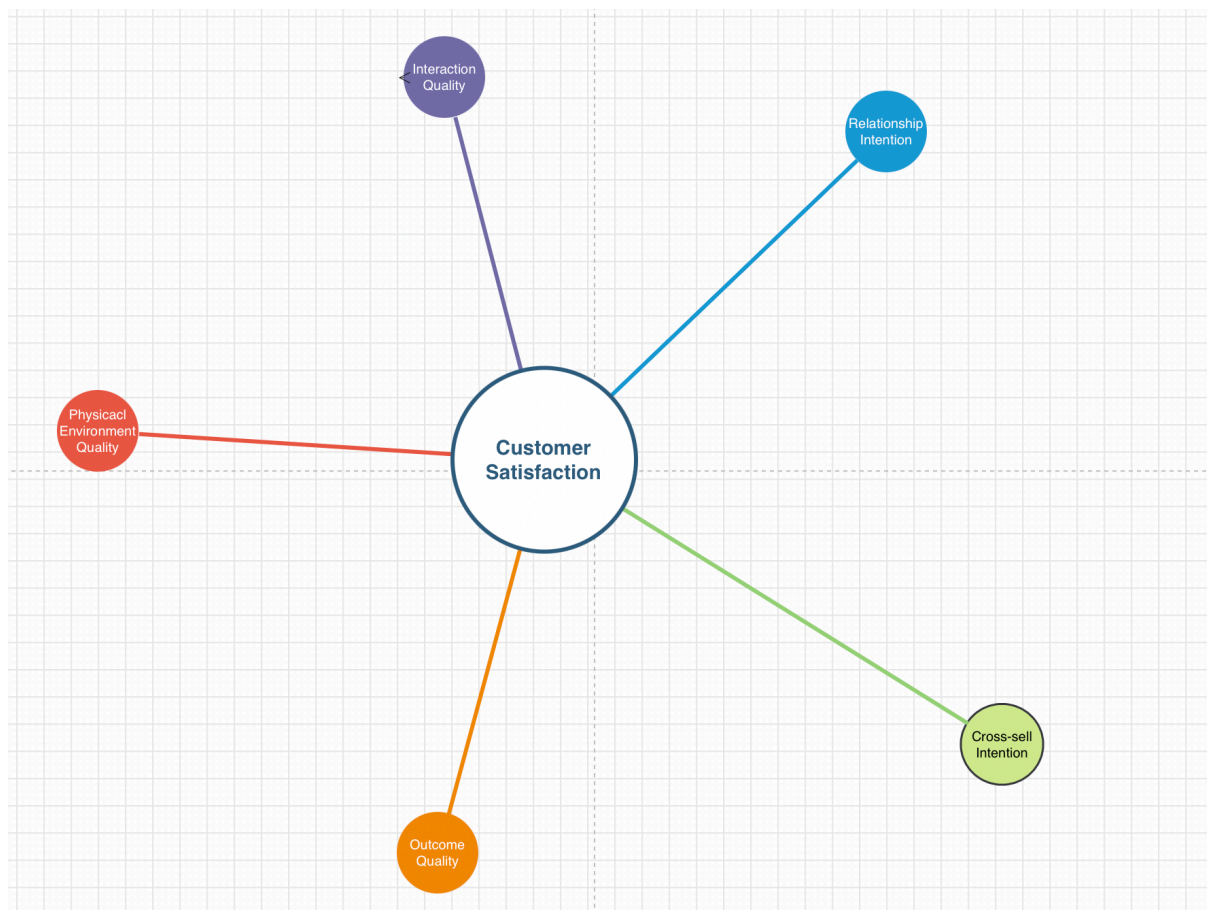 Interaction
Quality
Relationship
Intention
Physicacl
Environment
Quality
Customer
Satisfaction
Cross-sell
Intention
Outcome
Quality